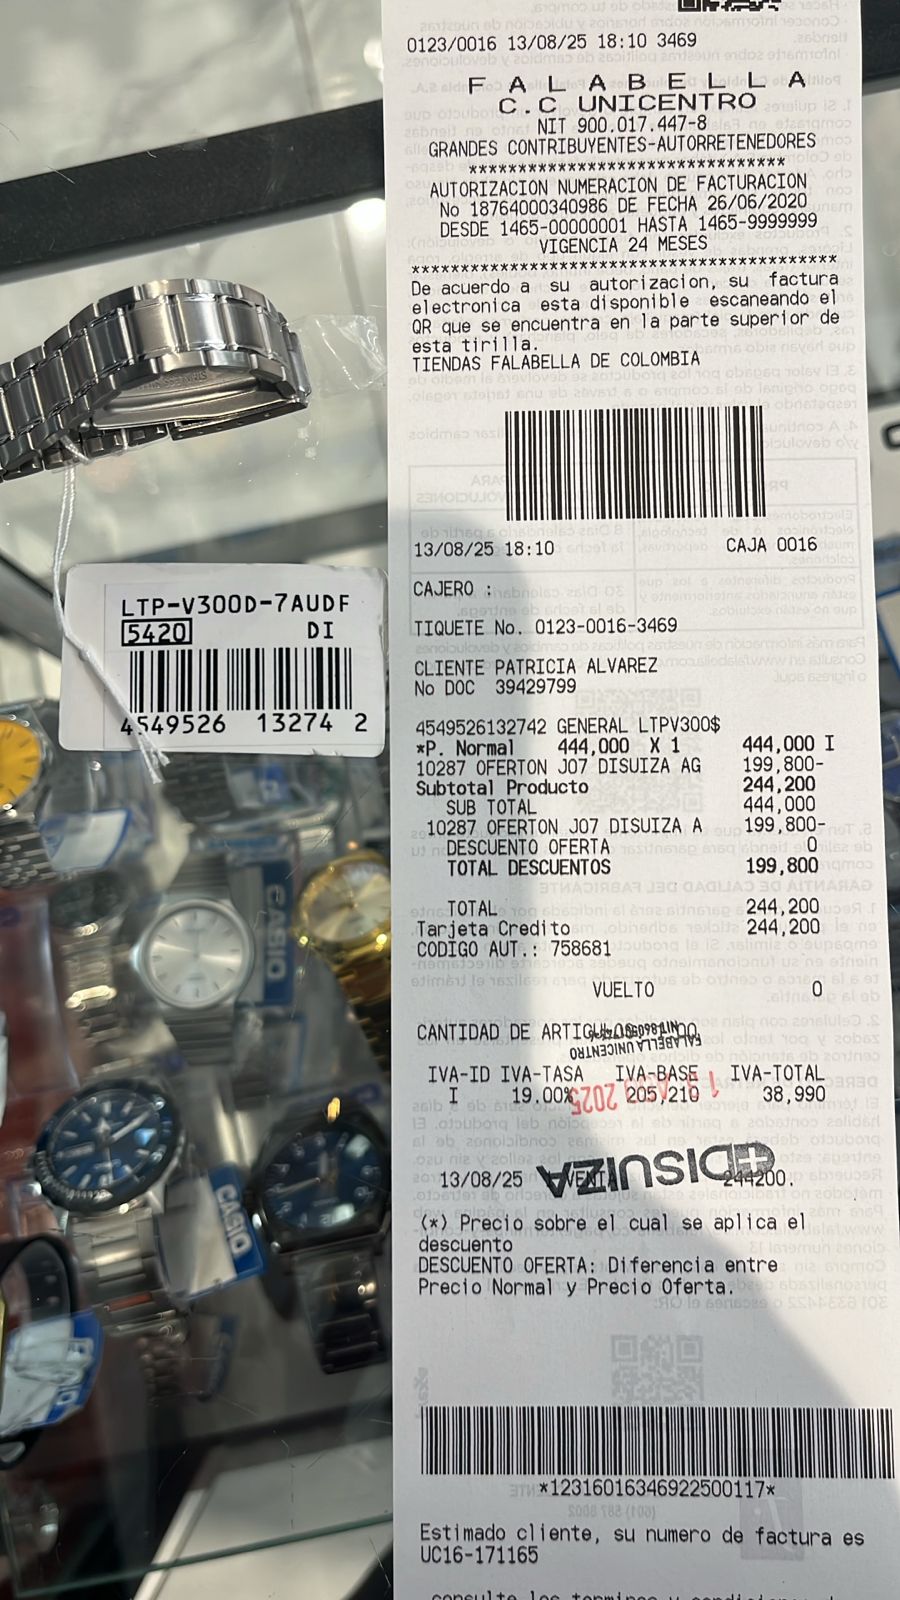 0123/0016 13/08/25 18:10 3469
F A L A B E L L A
C.C UNICENTRO
NIT 900.017.447-8
GRANDES CONTRIBUYENTES-AUTORRETENEDORES
*******************************
AUTORIZACION NUMERACION DE FACTURACION
No 18764000340986 DE FECHA 26/06/2020
DESDE 1465-00000001 HASTA 1465-9999999
VIGENCIA 24 MESES
******************************************
De acuerdo a su autorizacion, su factura
electronica esta disponible escaneando el
QR que se encuentra en la parte superior de
esta tirilla.
TIENDAS FALABELLA DE COLOMBIA
13/08/25 18:10 CAJA 0016
CAJERO :
TIQUETE No. 0123-0016-3469
CLIENTE PATRICIA ALVAREZ
No DOC 39429799
4549526132742 GENERAL LTPV300$
*P. Normal 444,000 X 1 444,000 I
10287 OFERTON J07 DISUIZA AG 199,800-
Subtotal Producto 244,200
SUB TOTAL 444,000
10287 OFERTON J07 DISUIZA A 199,800-
DESCUENTO OFERTA 0
TOTAL DESCUENTOS 199,800
TOTAL 244,200
Tarjeta Credito 244,200
CODIGO AUT.: 758681
VUELTO 0
CANTIDAD DE
FALABELLA UNICENTRO
IVA-ID IVA-TASA IVA-BASE IVA-TOTAL
I 19.00% 205,210 38,990
2025
DISUIZA
13/08/25 VENTA 244200.
(*) Precio sobre el cual se aplica el
descuento
DESCUENTO OFERTA: Diferencia entre
Precio Normal y Precio Oferta.
*12316016346922500117*
Estimado cliente, su numero de factura es
UC16-171165
LTP-V300D-7AUDF
5420 DI
4549526 13274 2
CASIO
CASIO